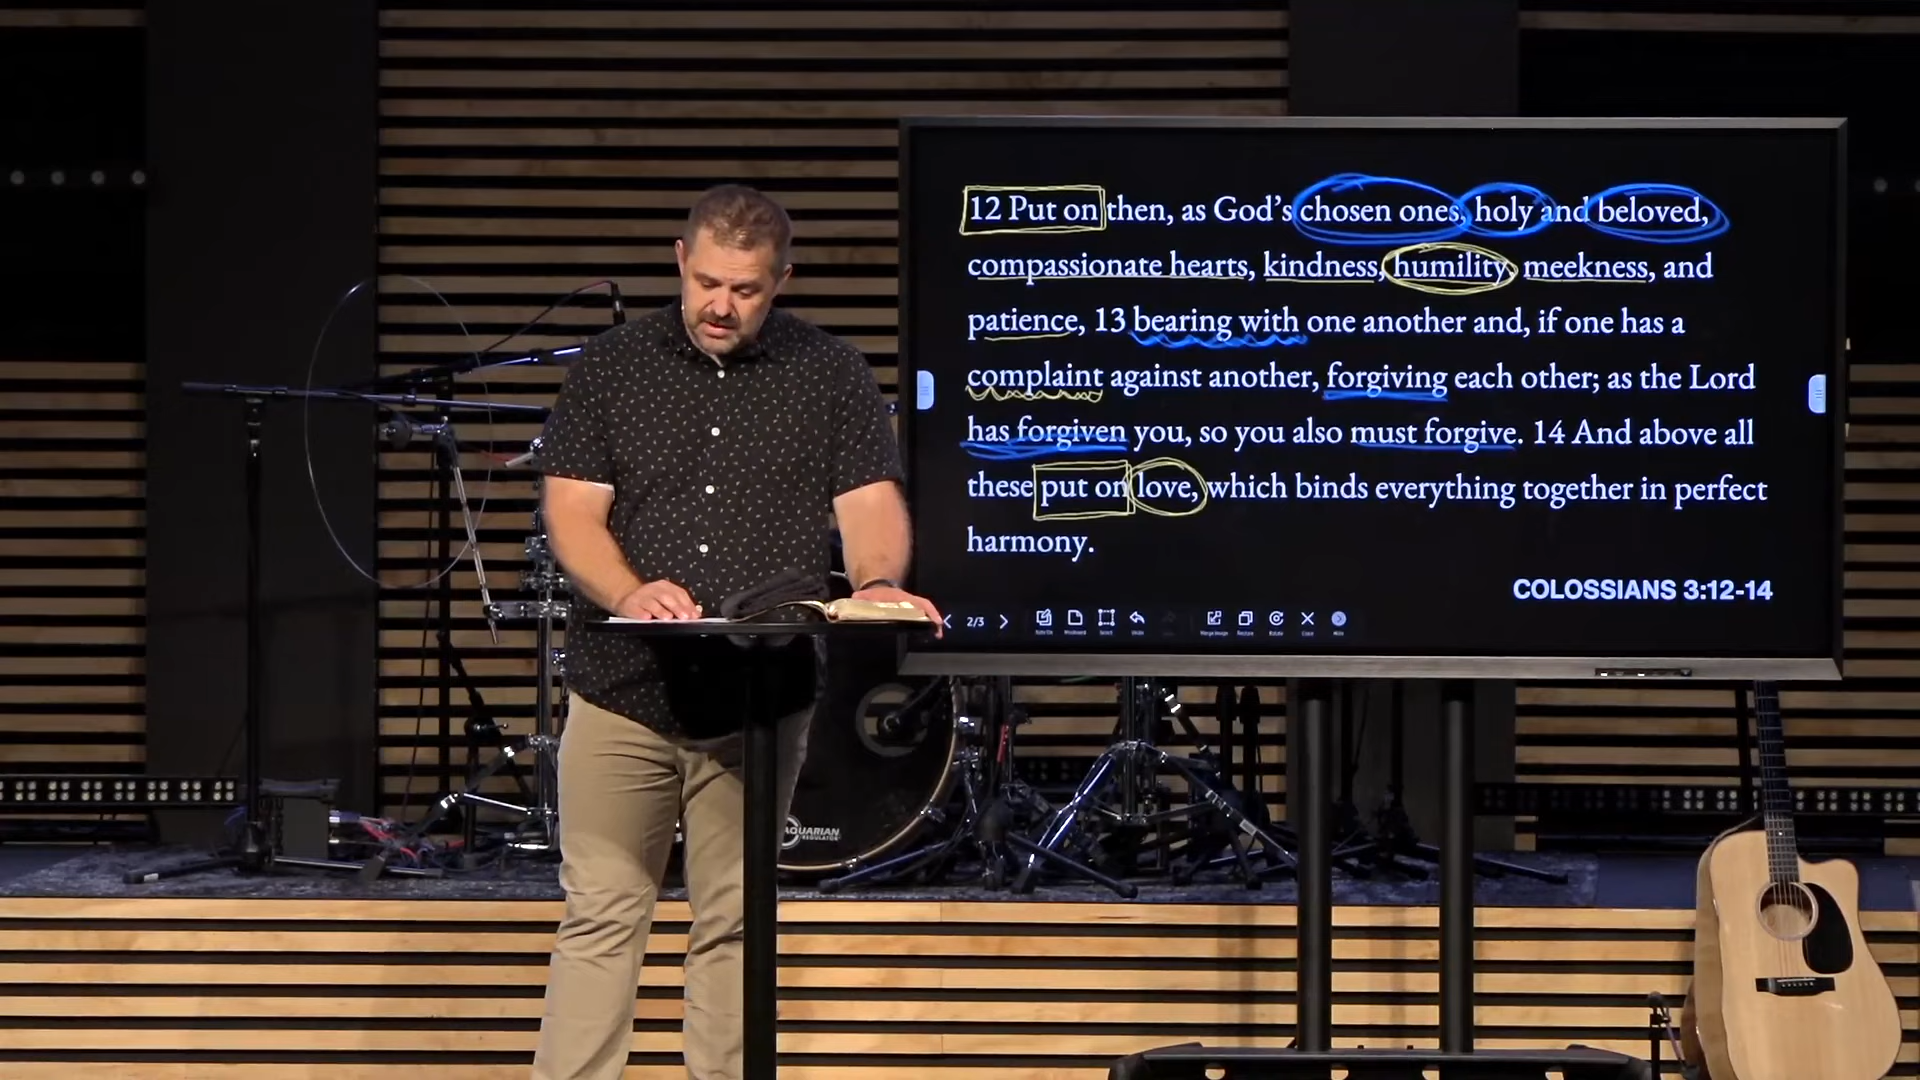 12 Put on then, as God’s chosen ones, holy and beloved,
compassionate hearts, kindness, humility, meekness, and
patience, 13 bearing with one another and, if one has a
complaint against another, forgiving each other; as the Lord
has forgiven you, so you also must forgive. 14 And above all
these put on love, which binds everything together in perfect
harmony.
COLOSSIANS 3:12-14
2/3
AQUARIAN
REGULATOR